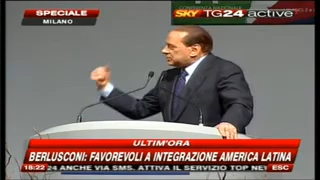 SPECIALE
MILANO
SKY TG24 active
ULTIM'ORA
BERLUSCONI: FAVOREVOLI A INTEGRAZIONE AMERICA LATINA
18:22 24 ANCHE VIA SMS. ATTIVA IL SERVIZIO TOP NEW ESC